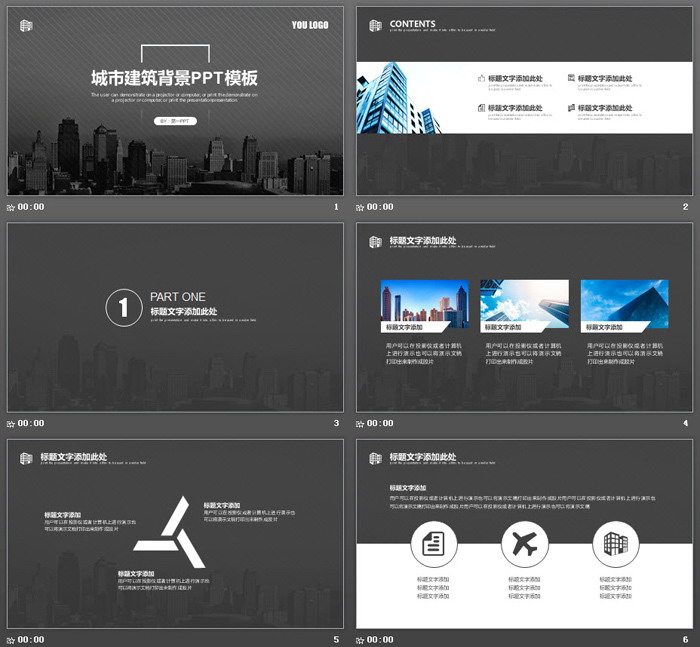 YOU LOGO
城市建筑背景PPT模板
The user can demonstrate on a projector or computer, or print the demonstrate on
a projector or computer, or print the presentationpresentation
BY：第一PPT
00:00
1
CONTENTS
标题文字添加此处
标题文字添加此处
标题文字添加此处
标题文字添加此处
00:00
2
1
PART ONE
标题文字添加此处
00:00
3
标题文字添加此处
标题文字添加
用户可以在投影仪或者计算机
上进行演示也可以将演示文稿
打印出来制作成胶片
标题文字添加
用户可以在投影仪或者计算机
上进行演示也可以将演示文稿
打印出来制作成胶片
标题文字添加
用户可以在投影仪或者计算机
上进行演示也可以将演示文稿
打印出来制作成胶片
00:00
4
标题文字添加此处
标题文字添加
用户可以在投影仪或者计算机上进行演示也
可以将演示文稿打印出来制作成胶片
标题文字添加
用户可以在投影仪或者计算机上进行演示也
可以将演示文稿打印出来制作成胶片
标题文字添加
用户可以在投影仪或者计算机上进行演示也
可以将演示文稿打印出来制作成胶片
00:00
5
标题文字添加此处
标题文字添加
用户可以在投影仪或者计算机上进行演示也可以将演示文稿打印出来制作成胶片用户可以在投影仪或者计算机上进行演示也
可以将演示文稿打印出来制作成胶片用户可以在投影仪或者计算机上进行演示也可以将演示文稿
标题文字添加
标题文字添加
标题文字添加
标题文字添加
标题文字添加
标题文字添加
标题文字添加
标题文字添加
标题文字添加
00:00
6